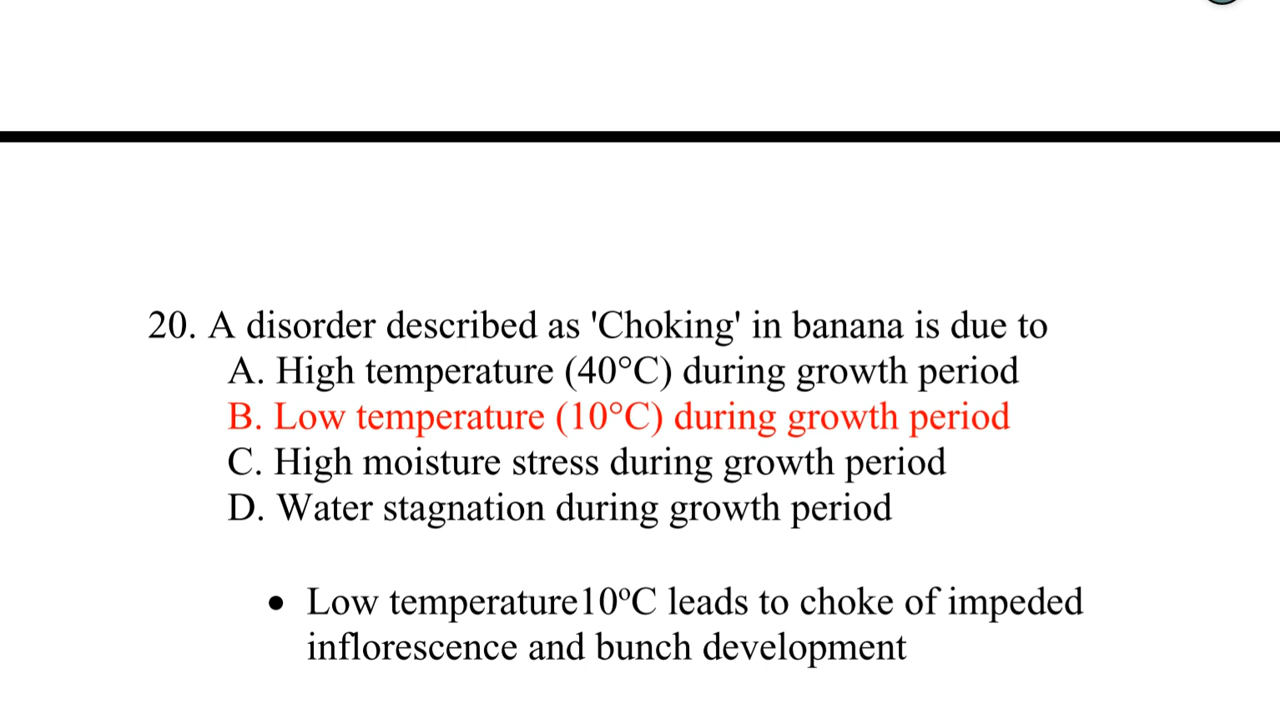 20. A disorder described as 'Choking' in banana is due to
A. High temperature (40°C) during growth period
B. Low temperature (10°C) during growth period
C. High moisture stress during growth period
D. Water stagnation during growth period
• Low temperature10ºC leads to choke of impeded
inflorescence and bunch development